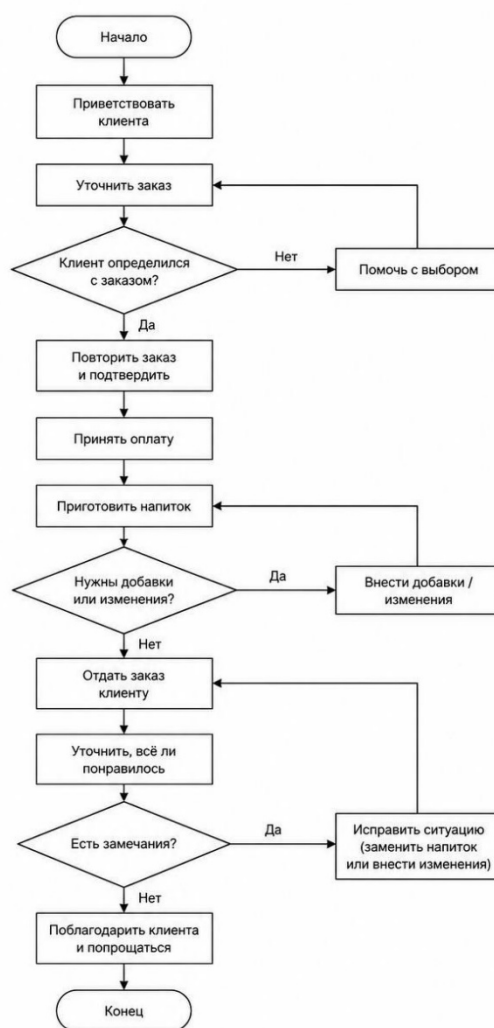 Начало
Приветствовать
клиента
Уточнить заказ
Клиент определился
с заказом?
Нет
Помочь с выбором
Да
Повторить заказ
и подтвердить
Принять оплату
Приготовить напиток
Нужны добавки
или изменения?
Да
Внести добавки /
изменения
Нет
Отдать заказ
клиенту
Уточнить, всё ли
понравилось
Есть замечания?
Да
Исправить ситуацию
(заменить напиток
или внести изменения)
Нет
Поблагодарить клиента
и попрощаться
Конец